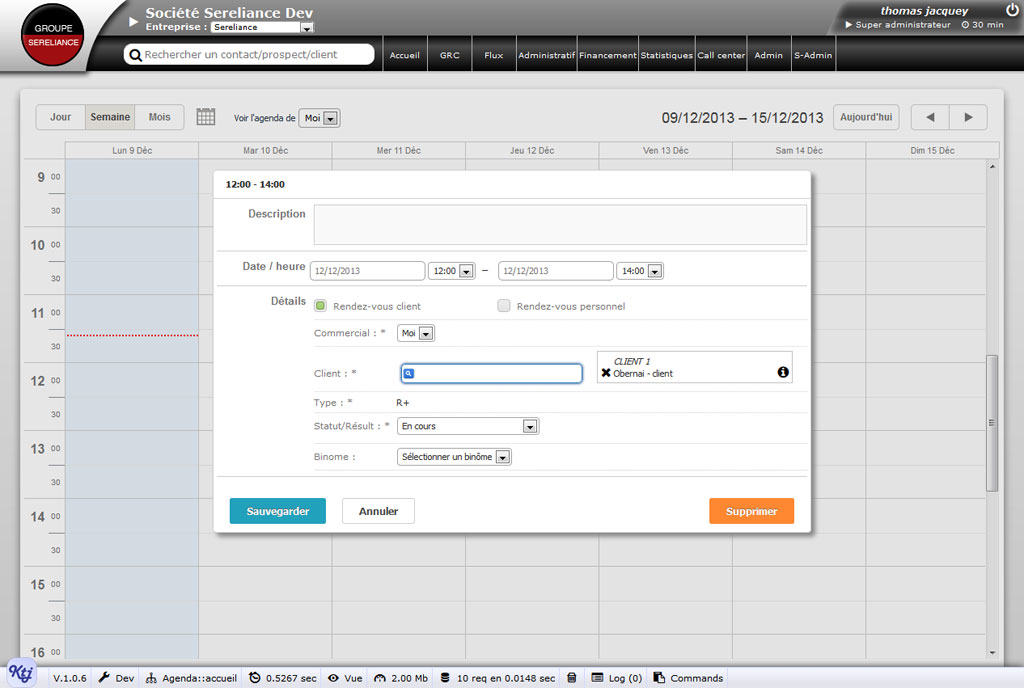 GROUPE
SERELIANCE
Société Sereliance Dev
Entreprise : Sereliance
thomas jacquey
Super administrateur 30 min
Rechercher un contact/prospect/client
Accueil GRC Flux Administratif Financement Statistiques Call center Admin S-Admin
Jour Semaine Mois Voir l'agenda de Moi 09/12/2013 – 15/12/2013 Aujourd'hui
Lun 9 Déc Mar 10 Déc Mer 11 Déc Jeu 12 Déc Ven 13 Déc Sam 14 Déc Dim 15 Déc
9 00
30
10 00
30
11 00
30
12 00
30
13 00
30
14 00
30
15 00
30
16 00
12:00 - 14:00
Description
Date / heure 12/12/2013 12:00 – 12/12/2013 14:00
Détails Rendez-vous client Rendez-vous personnel
Commercial : * Moi
Client : *
CLIENT 1
Obernai - client
Type : * R+
Statut/Résult : * En cours
Binome : Sélectionner un binôme
Sauvegarder Annuler Supprimer
Ktj V.1.0.6 Dev Agenda::accueil 0.5267 sec Vue 2.00 Mb 10 req en 0.0148 sec Log (0) Commands